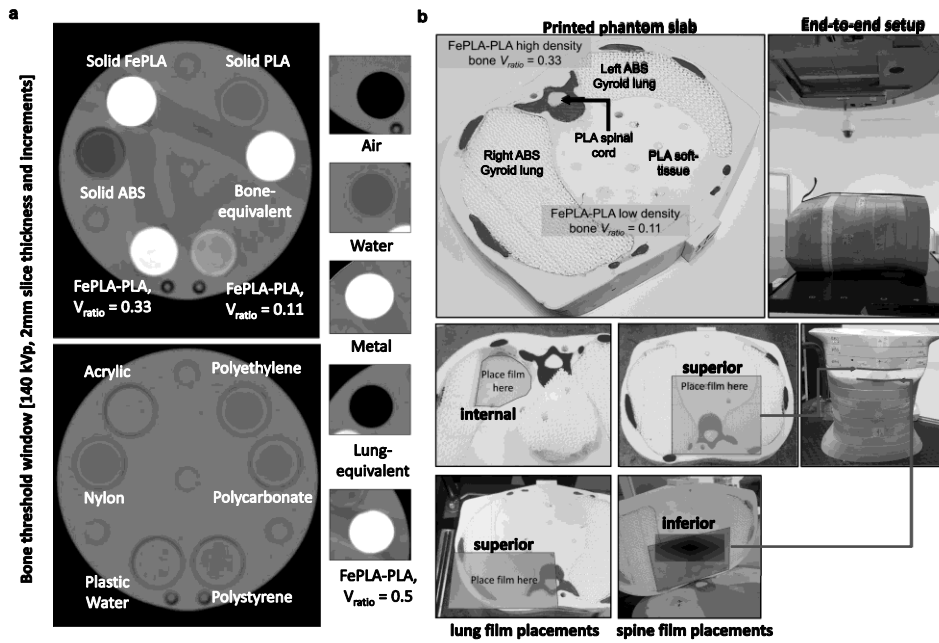 a
Bone threshold window [140 kVp, 2mm slice thickness and increments]
Solid FePLA
Solid PLA
Solid ABS
Bone-
equivalent
FePLA-PLA,
Vratio = 0.33
FePLA-PLA,
Vratio = 0.11
Acrylic
Polyethylene
Nylon
Polycarbonate
Plastic
Water
Polystyrene
Air
Water
Metal
Lung-
equivalent
FePLA-PLA,
Vratio = 0.5
b
Printed phantom slab
End-to-end setup
FePLA-PLA high density
bone Vratio = 0.33
Left ABS
Gyroid lung
PLA spinal
cord
Right ABS
Gyroid lung
PLA soft-
tissue
FePLA-PLA low density
bone Vratio = 0.11
Place film
here
internal
superior
Place film here
superior
Place film here
inferior
lung film placements
spine film placements